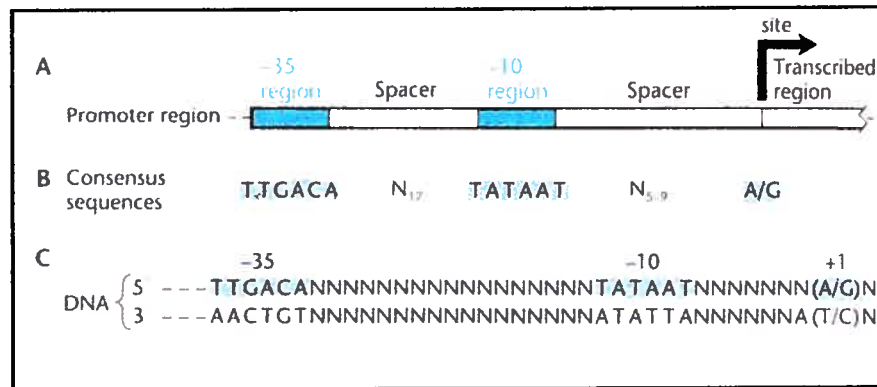 site
A
-35
region
Spacer
-10
region
Spacer
Transcribed
region
Promoter region
B Consensus
sequences
TTGACA N17 TATAAT N5-9 A/G
C -35 -10 +1
DNA
5 --- TTGACANNNNNNNNNNNNNNNNNTATAATNNNNNNN(A/G)N
3 --- AACTGTNNNNNNNNNNNNNNNNNATATTANNNNNNA(T/C)N